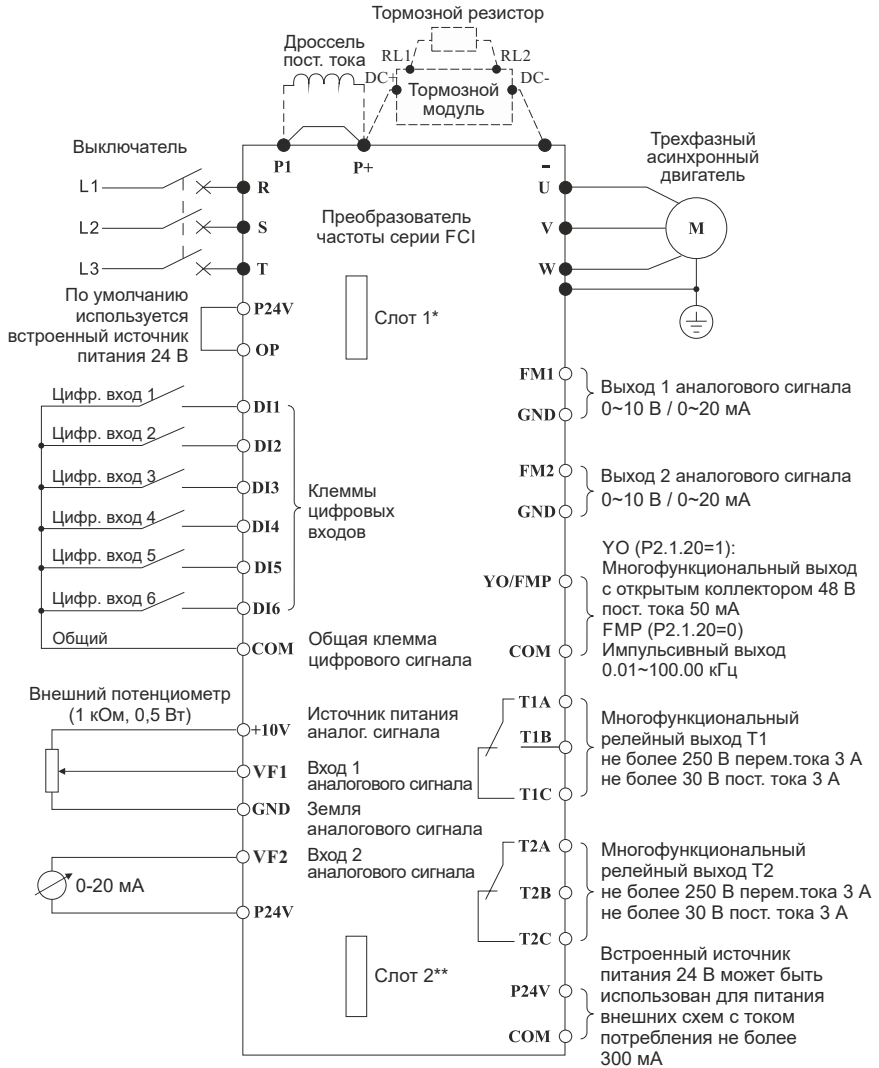 Тормозной резистор
Дроссель
пост. тока
RL1
RL2
DC+
DC-
Тормозной
модуль
Выключатель
P1
P+
-
Трехфазный
асинхронный
двигатель
L1
R
L2
S
L3
T
Преобразователь
частоты серии FCI
U
V
W
M
По умолчанию
используется
встроенный источник
питания 24 В
P24V
OP
Слот 1*
Цифр. вход 1
DI1
Цифр. вход 2
DI2
Цифр. вход 3
DI3
Цифр. вход 4
DI4
Цифр. вход 5
DI5
Цифр. вход 6
DI6
Общий
COM
Клеммы
цифровых
входов
Общая клемма
цифрового сигнала
Внешний потенциометр
(1 кОм, 0,5 Вт)
+10V
Источник питания
аналог. сигнала
VF1
Вход 1
аналогового сигнала
GND
Земля
аналогового сигнала
VF2
Вход 2
аналогового сигнала
0-20 мА
P24V
Слот 2**
FM1
GND
Выход 1 аналогового сигнала
0~10 В / 0~20 мА
FM2
GND
Выход 2 аналогового сигнала
0~10 В / 0~20 мА
YO/FMP
COM
YO (P2.1.20=1):
Многофункциональный выход
с открытым коллектором 48 В
пост. тока 50 мА
FMP (P2.1.20=0)
Импульсивный выход
0.01~100.00 кГц
T1A
T1B
T1C
Многофункциональный
релейный выход T1
не более 250 В перем.тока 3 А
не более 30 В пост. тока 3 А
T2A
T2B
T2C
Многофункциональный
релейный выход T2
не более 250 В перем.тока 3 А
не более 30 В пост. тока 3 А
P24V
COM
Встроенный источник
питания 24 В может быть
использован для питания
внешних схем с током
потребления не более
300 мА